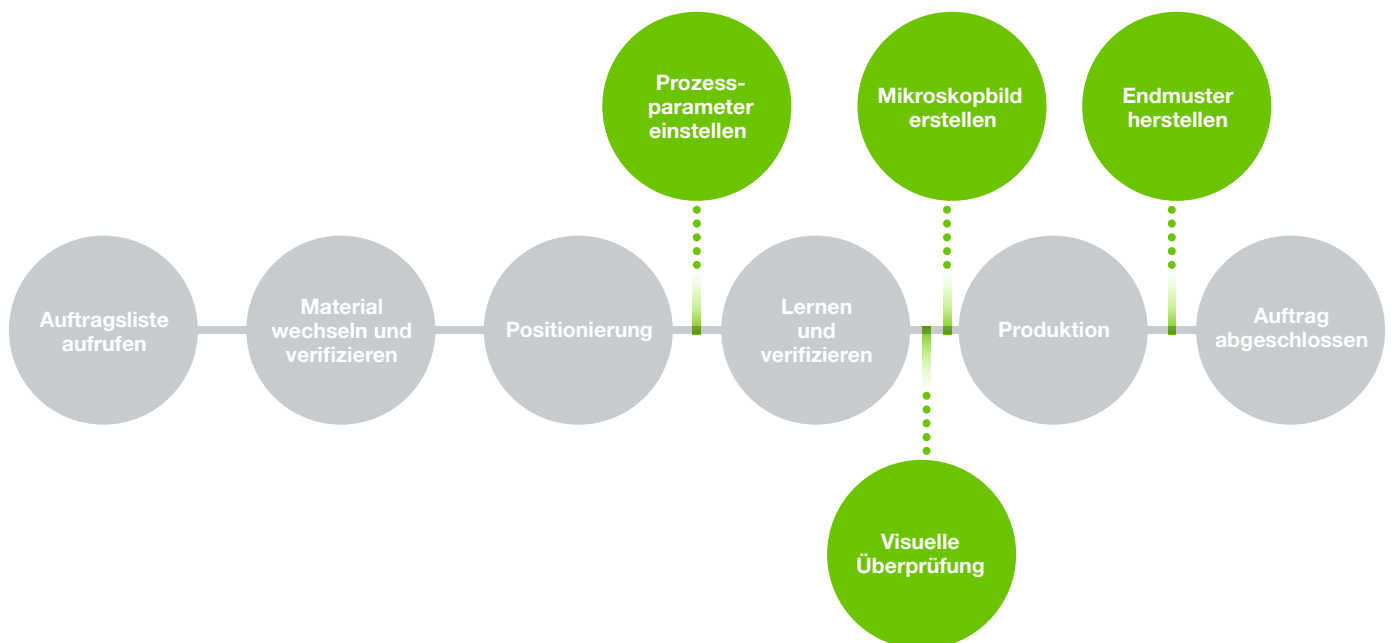 Prozess-
parameter
einstellen
Mikroskopbild
erstellen
Endmuster
herstellen
Auftragsliste
aufrufen
Material
wechseln und
verifizieren
Positionierung
Lernen
und
verifizieren
Produktion
Auftrag
abgeschlossen
Visuelle
Überprüfung